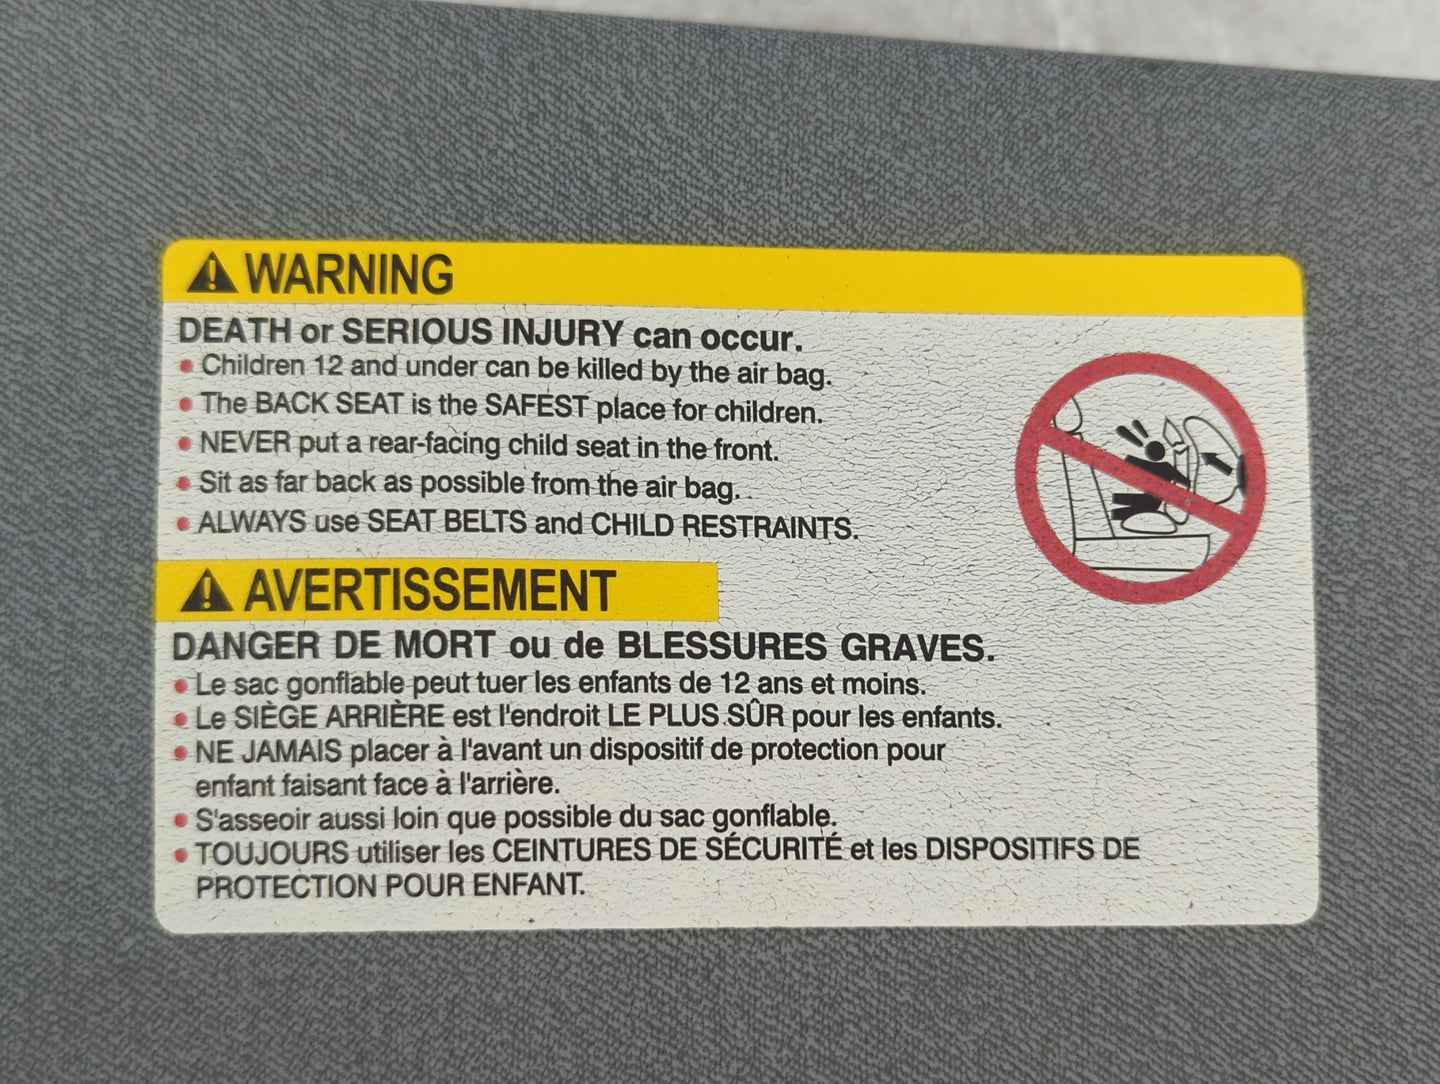 WARNING
DEATH or SERIOUS INJURY can occur.
• Children 12 and under can be killed by the air bag.
• The BACK SEAT is the SAFEST place for children.
• NEVER put a rear-facing child seat in the front.
• Sit as far back as possible from the air bag.
• ALWAYS use SEAT BELTS and CHILD RESTRAINTS.
AVERTISSEMENT
DANGER DE MORT ou de BLESSURES GRAVES.
• Le sac gonflable peut tuer les enfants de 12 ans et moins.
• Le SIÈGE ARRIÈRE est l'endroit LE PLUS SÛR pour les enfants.
• NE JAMAIS placer à l'avant un dispositif de protection pour
enfant faisant face à l'arrière.
• S'asseoir aussi loin que possible du sac gonflable.
• TOUJOURS utiliser les CEINTURES DE SÉCURITÉ et les DISPOSITIFS DE
PROTECTION POUR ENFANT.